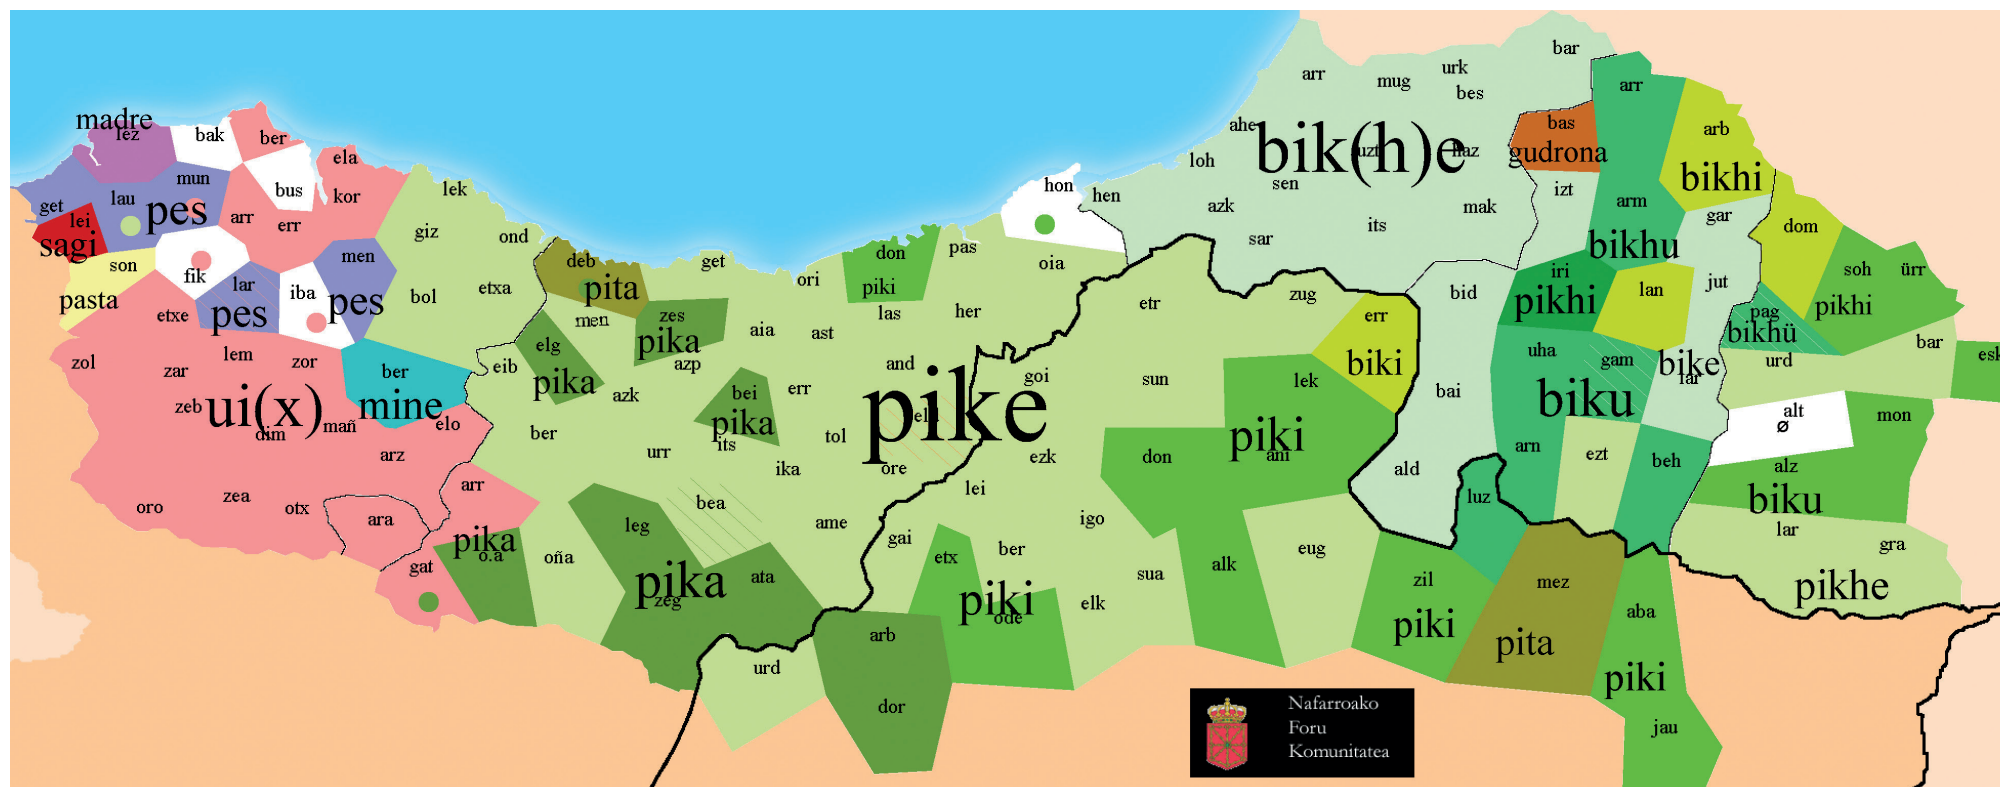 bar
arr
mug
urk
bes
arr
madre
lez
bak
ber
ela
ahe
bik(h)e
uzt
haz
bas
gudrona
arb
loh
bikhi
mun
bus
kor
lek
hon
hen
sen
izt
arm
get
lau
pes
arr
err
azk
mak
gar
lei
sagi
giz
ond
sar
its
bikhu
dom
son
fik
men
deb
get
don
pas
oia
iri
soh
ürr
pasta
lar
iba
pes
bol
etxa
pita
ori
piki
etr
zug
bid
pikhi
lan
jut
pikhi
etxe
pes
men
zes
aia
ast
las
her
err
pag
bikhü
zol
lem
zor
elg
pika
biki
uha
gam
bike
lar
urd
bar
esk
zar
ber
eib
pika
azp
and
goi
sun
lek
bai
biku
zeb
ui(x)
mine
azk
bei
err
pike
ell
alt
ø
mon
dim
mañ
elo
ber
pika
its
tol
piki
arz
urr
ika
ore
ezk
don
ani
ald
arn
ezt
beh
alz
biku
oro
zea
otx
ara
arr
bea
lei
luz
leg
ame
gai
igo
lar
pika
o.a
oña
etx
ber
eug
gra
gat
pika
zeg
ata
sua
alk
zil
mez
pikhe
piki
ode
elk
piki
pita
aba
arb
urd
piki
dor
jau
Nafarroako
Foru
Komunitatea